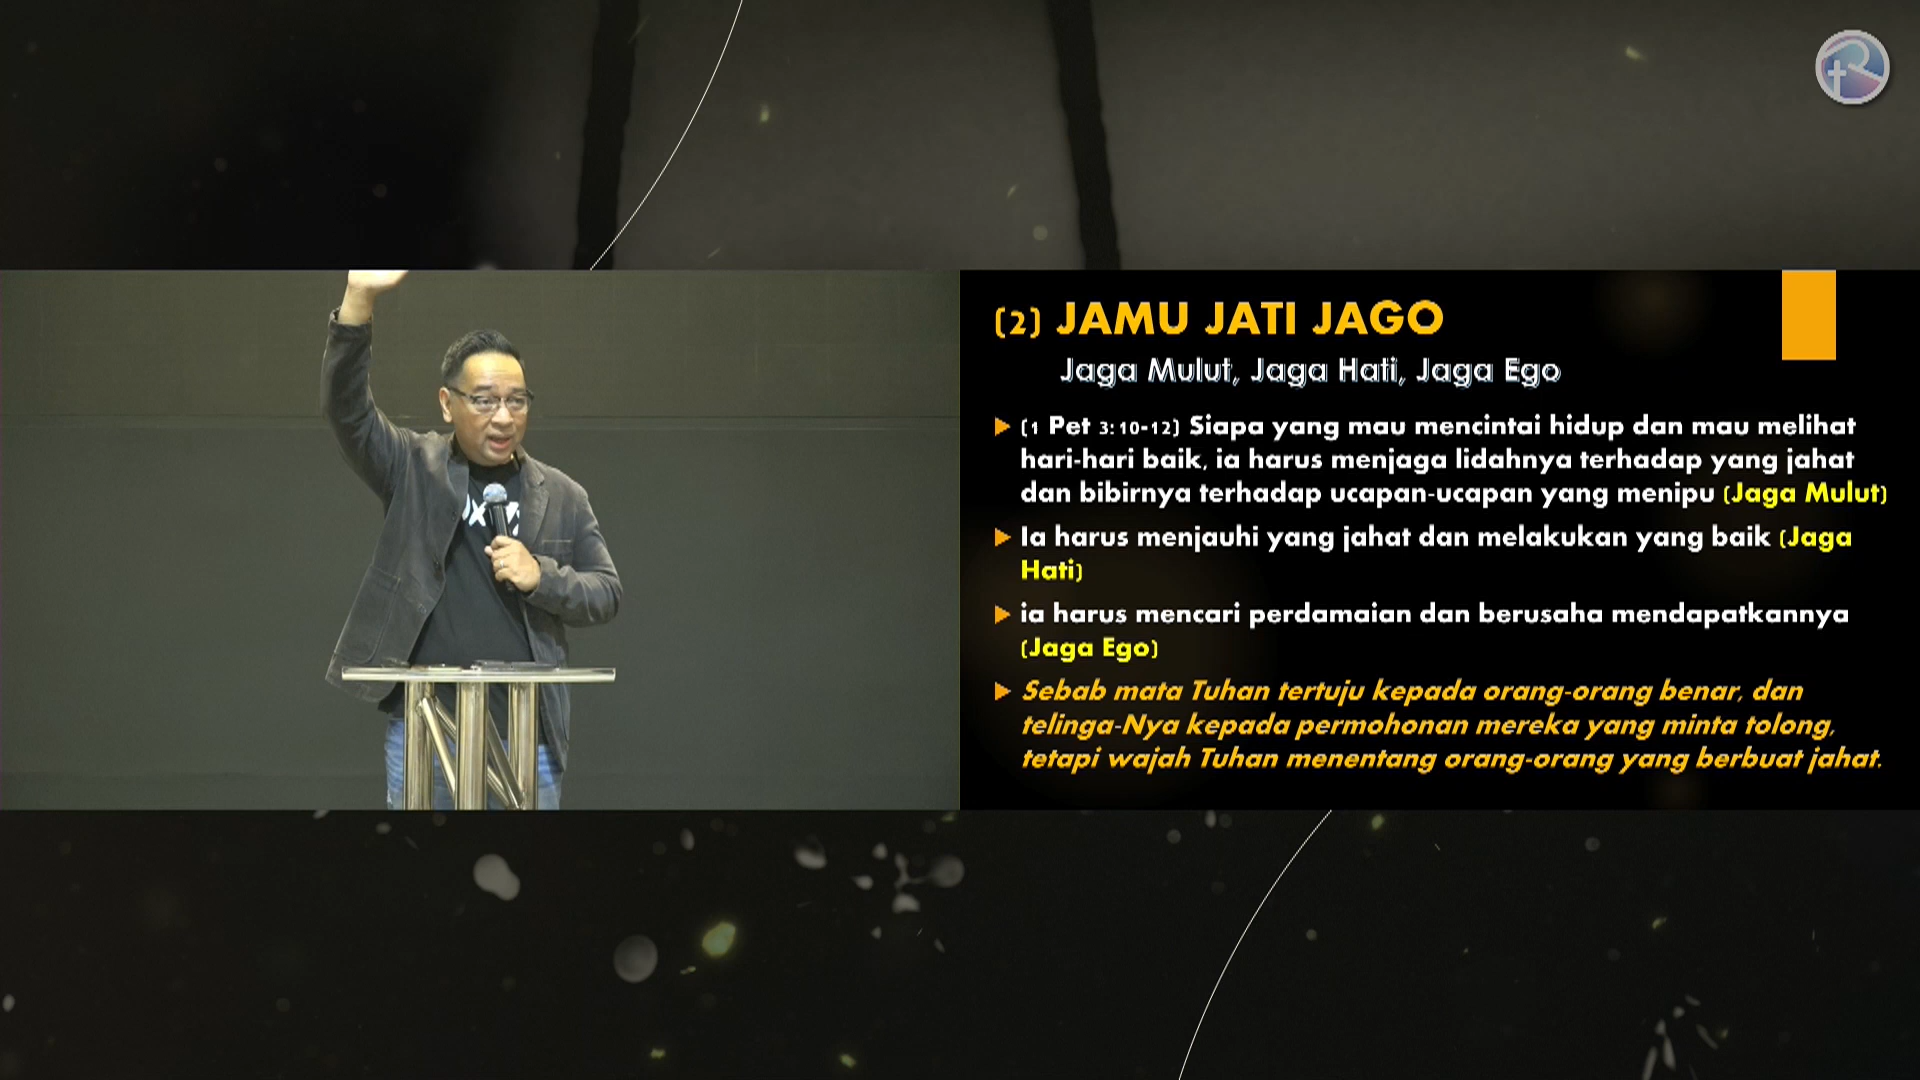 (2) JAMU JATI JAGO
Jaga Mulut, Jaga Hati, Jaga Ego
(1 Pet 3:10-12) Siapa yang mau mencintai hidup dan mau melihat
hari-hari baik, ia harus menjaga lidahnya terhadap yang jahat
dan bibirnya terhadap ucapan-ucapan yang menipu (Jaga Mulut)
Ia harus menjauhi yang jahat dan melakukan yang baik (Jaga
Hati)
ia harus mencari perdamaian dan berusaha mendapatkannya
(Jaga Ego)
Sebab mata Tuhan tertuju kepada orang-orang benar, dan
telinga-Nya kepada permohonan mereka yang minta tolong,
tetapi wajah Tuhan menentang orang-orang yang berbuat jahat.